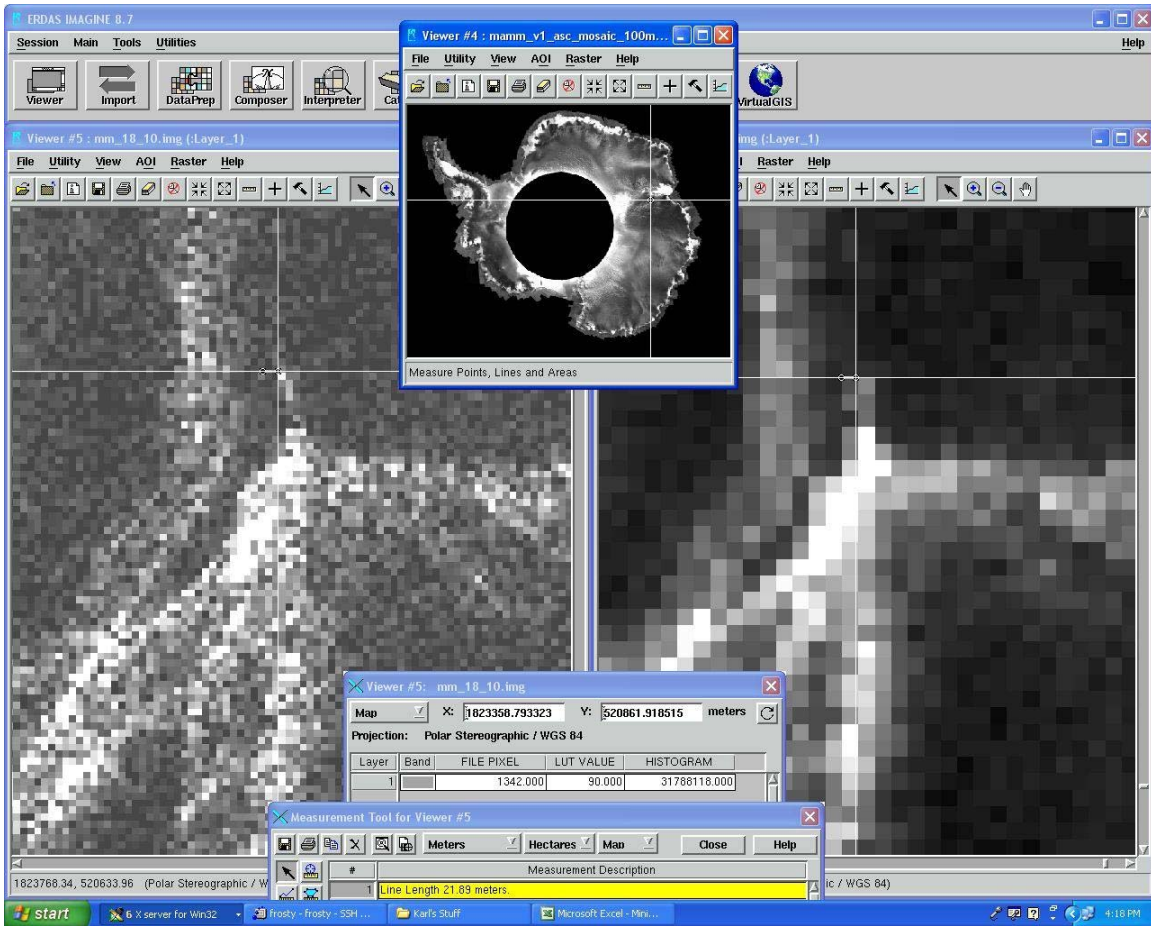 ERDAS IMAGINE 8.7
Session Main Tools Utilities Help
Viewer Import DataPrep Composer Interpreter VirtualGIS
Viewer #4 : mamm_v1_asc_mosaic_100m...
File Utility View AOI Raster Help
Measure Points, Lines and Areas
Viewer #5 : mm_18_10.img (:Layer_1)
File Utility View AOI Raster Help
img (:Layer_1)
Raster Help
Viewer #5: mm_18_10.img
Map X: 1823358.793323 Y: 520861.918515 meters
Projection: Polar Stereographic / WGS 84
Layer Band FILE PIXEL LUT VALUE HISTOGRAM
1 1342.000 90.000 31788118.000
Measurement Tool for Viewer #5
Meters Hectares Map Close Help
# Measurement Description
1 Line Length 21.89 meters.
1823768.34, 520633.96 (Polar Stereographic / W
/ WGS 84)
start 6 X server for Win32 frosty - frosty - SSH ... Karl's Stuff Microsoft Excel - Mini... 4:18 PM